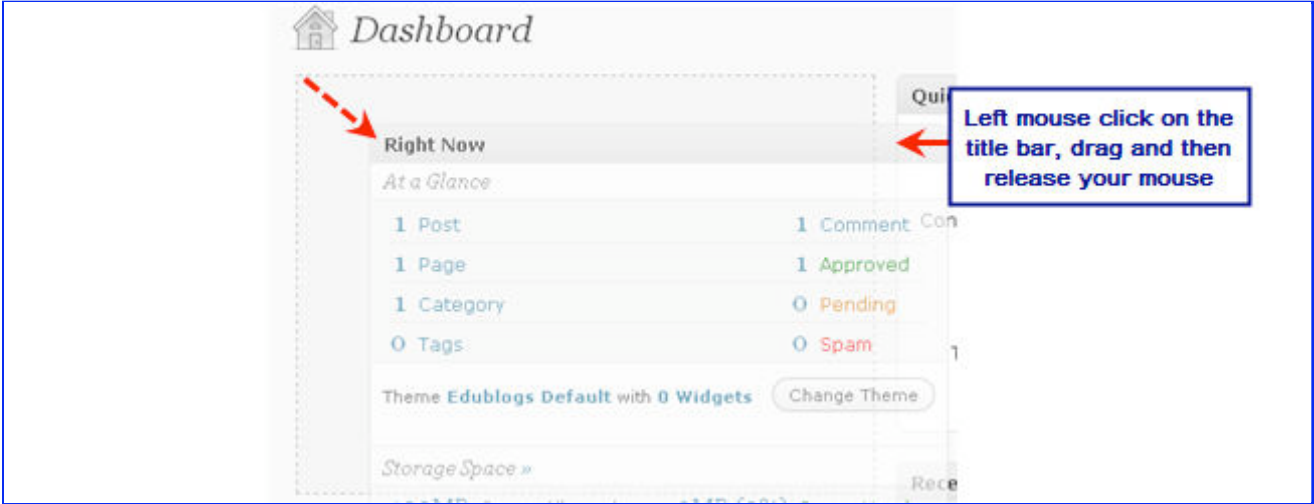 Dashboard
Right Now
At a Glance
1 Post 1 Comment
1 Page 1 Approved
1 Category 0 Pending
0 Tags 0 Spam
Theme Edublogs Default with 0 Widgets Change Theme
Storage Space »
Qui
Con
Rece
Left mouse click on the
title bar, drag and then
release your mouse